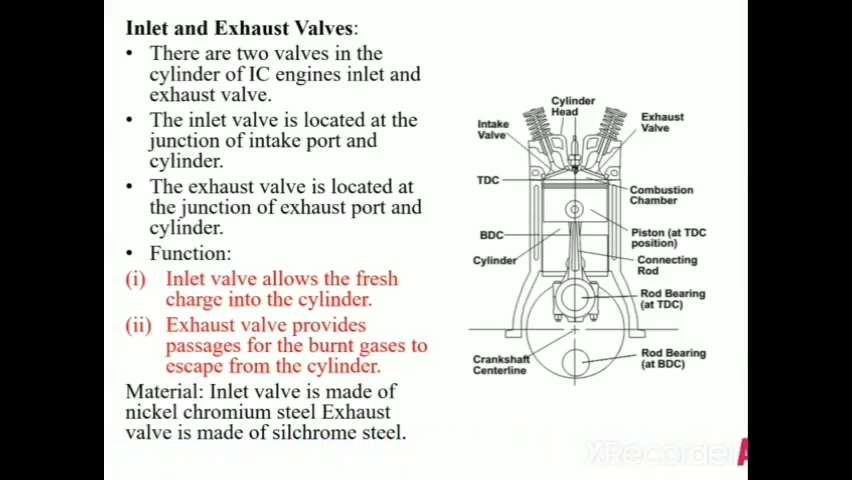 Inlet and Exhaust Valves:
• There are two valves in the
cylinder of IC engines inlet and
exhaust valve.
• The inlet valve is located at the
junction of intake port and
cylinder.
• The exhaust valve is located at
the junction of exhaust port and
cylinder.
• Function:
(i) Inlet valve allows the fresh
charge into the cylinder.
(ii) Exhaust valve provides
passages for the burnt gases to
escape from the cylinder.
Material: Inlet valve is made of
nickel chromium steel Exhaust
valve is made of silchrome steel.
Cylinder
Head
Intake
Valve
Exhaust
Valve
TDC
Combustion
Chamber
BDC
Piston (at TDC
position)
Cylinder
Connecting
Rod
Rod Bearing
(at TDC)
Crankshaft
Centerline
Rod Bearing
(at BDC)
XRecorder